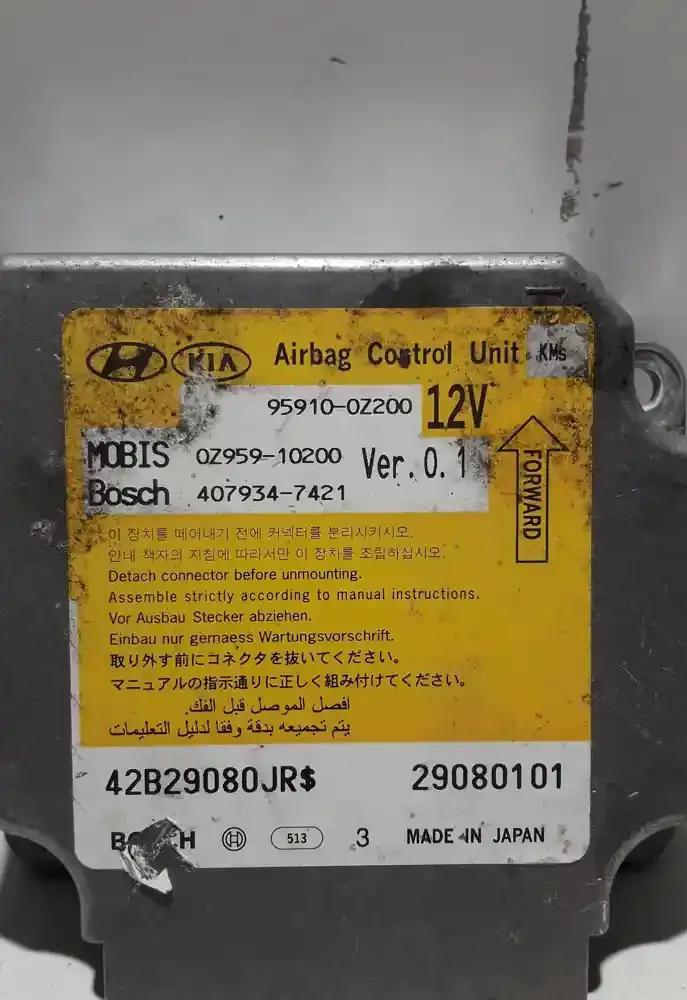 KIA Airbag Control Unit KMs
95910-0Z200 12V
MOBIS 0Z959-10200 Ver.0.1
Bosch 407934-7421
FORWARD
이 장치를 떼어내기 전에 커넥터를 분리시키시오.
안내 책자의 지침에 따라서만 이 장치를 조립하십시오.
Detach connector before unmounting.
Assemble strictly according to manual instructions.
Vor Ausbau Stecker abziehen.
Einbau nur gemaess Wartungsvorschrift.
取り外す前にコネクタを抜いてください。
マニュアルの指示通りに正しく組み付けてください。
افصل الموصل قبل الفك.
يتم تجميعه بدقة وفقا لدليل التعليمات
42B29080JR$ 29080101
513 3 MADE IN JAPAN